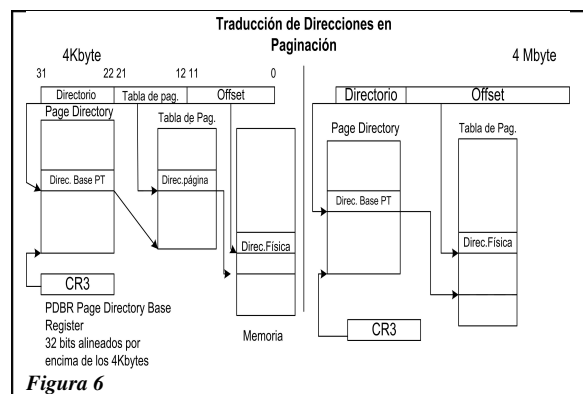 Traducción de Direcciones en
Paginación
4Kbyte
4 Mbyte
31 22 21 12 11 0
Directorio Tabla de pag. Offset
Page Directory
Tabla de Pag.
Direc. Base PT
Direc.página
Direc.Física
CR3
PDBR Page Directory Base
Register
32 bits alineados por
encima de los 4Kbytes
Memoria
Directorio Offset
Page Directory
Tabla de Pag.
Direc. Base PT
Direc.Física
CR3
Figura 6